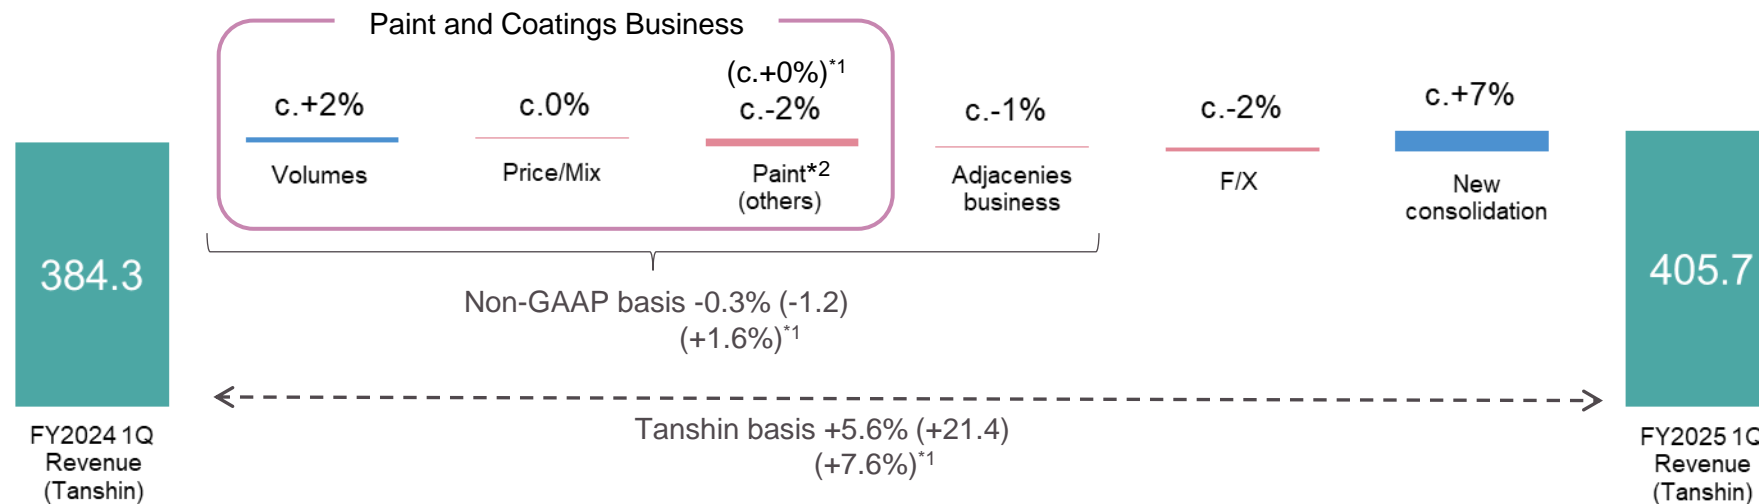 Paint and Coatings Business
384.3
FY2024 1Q
Revenue
(Tanshin)
c.+2%
Volumes
c.0%
Price/Mix
(c.+0%)*1
c.-2%
Paint*2
(others)
c.-1%
Adjacenies
business
c.-2%
F/X
c.+7%
New
consolidation
405.7
FY2025 1Q
Revenue
(Tanshin)
Non-GAAP basis -0.3% (-1.2)
(+1.6%)*1
Tanshin basis +5.6% (+21.4)
(+7.6%)*1